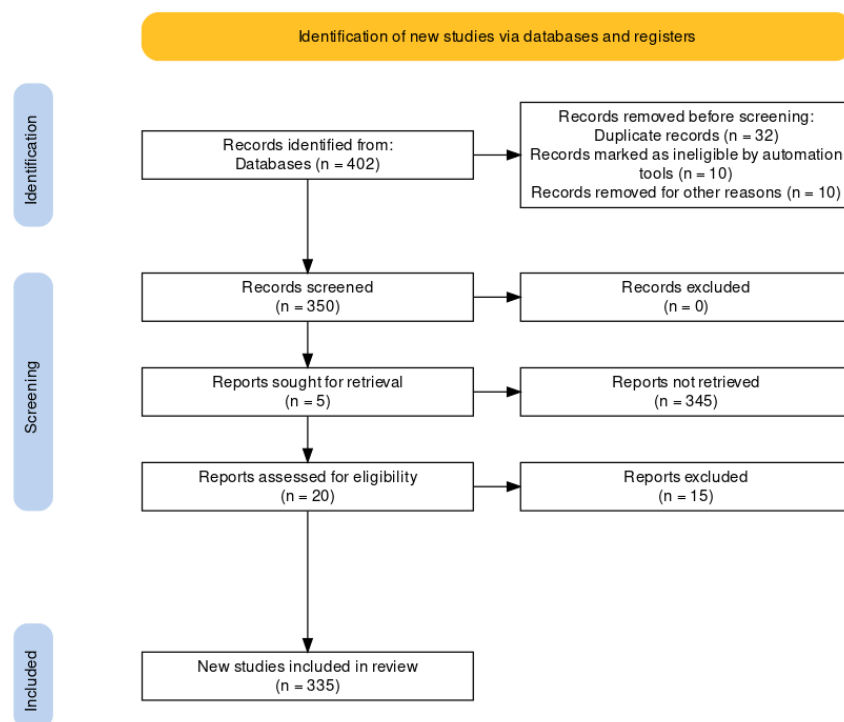 Identification of new studies via databases and registers
Identification
Records identified from:
Databases (n = 402)
Records removed before screening:
Duplicate records (n = 32)
Records marked as ineligible by automation
tools (n = 10)
Records removed for other reasons (n = 10)
Screening
Records screened
(n = 350)
Records excluded
(n = 0)
Reports sought for retrieval
(n = 5)
Reports not retrieved
(n = 345)
Reports assessed for eligibility
(n = 20)
Reports excluded
(n = 15)
Included
New studies included in review
(n = 335)